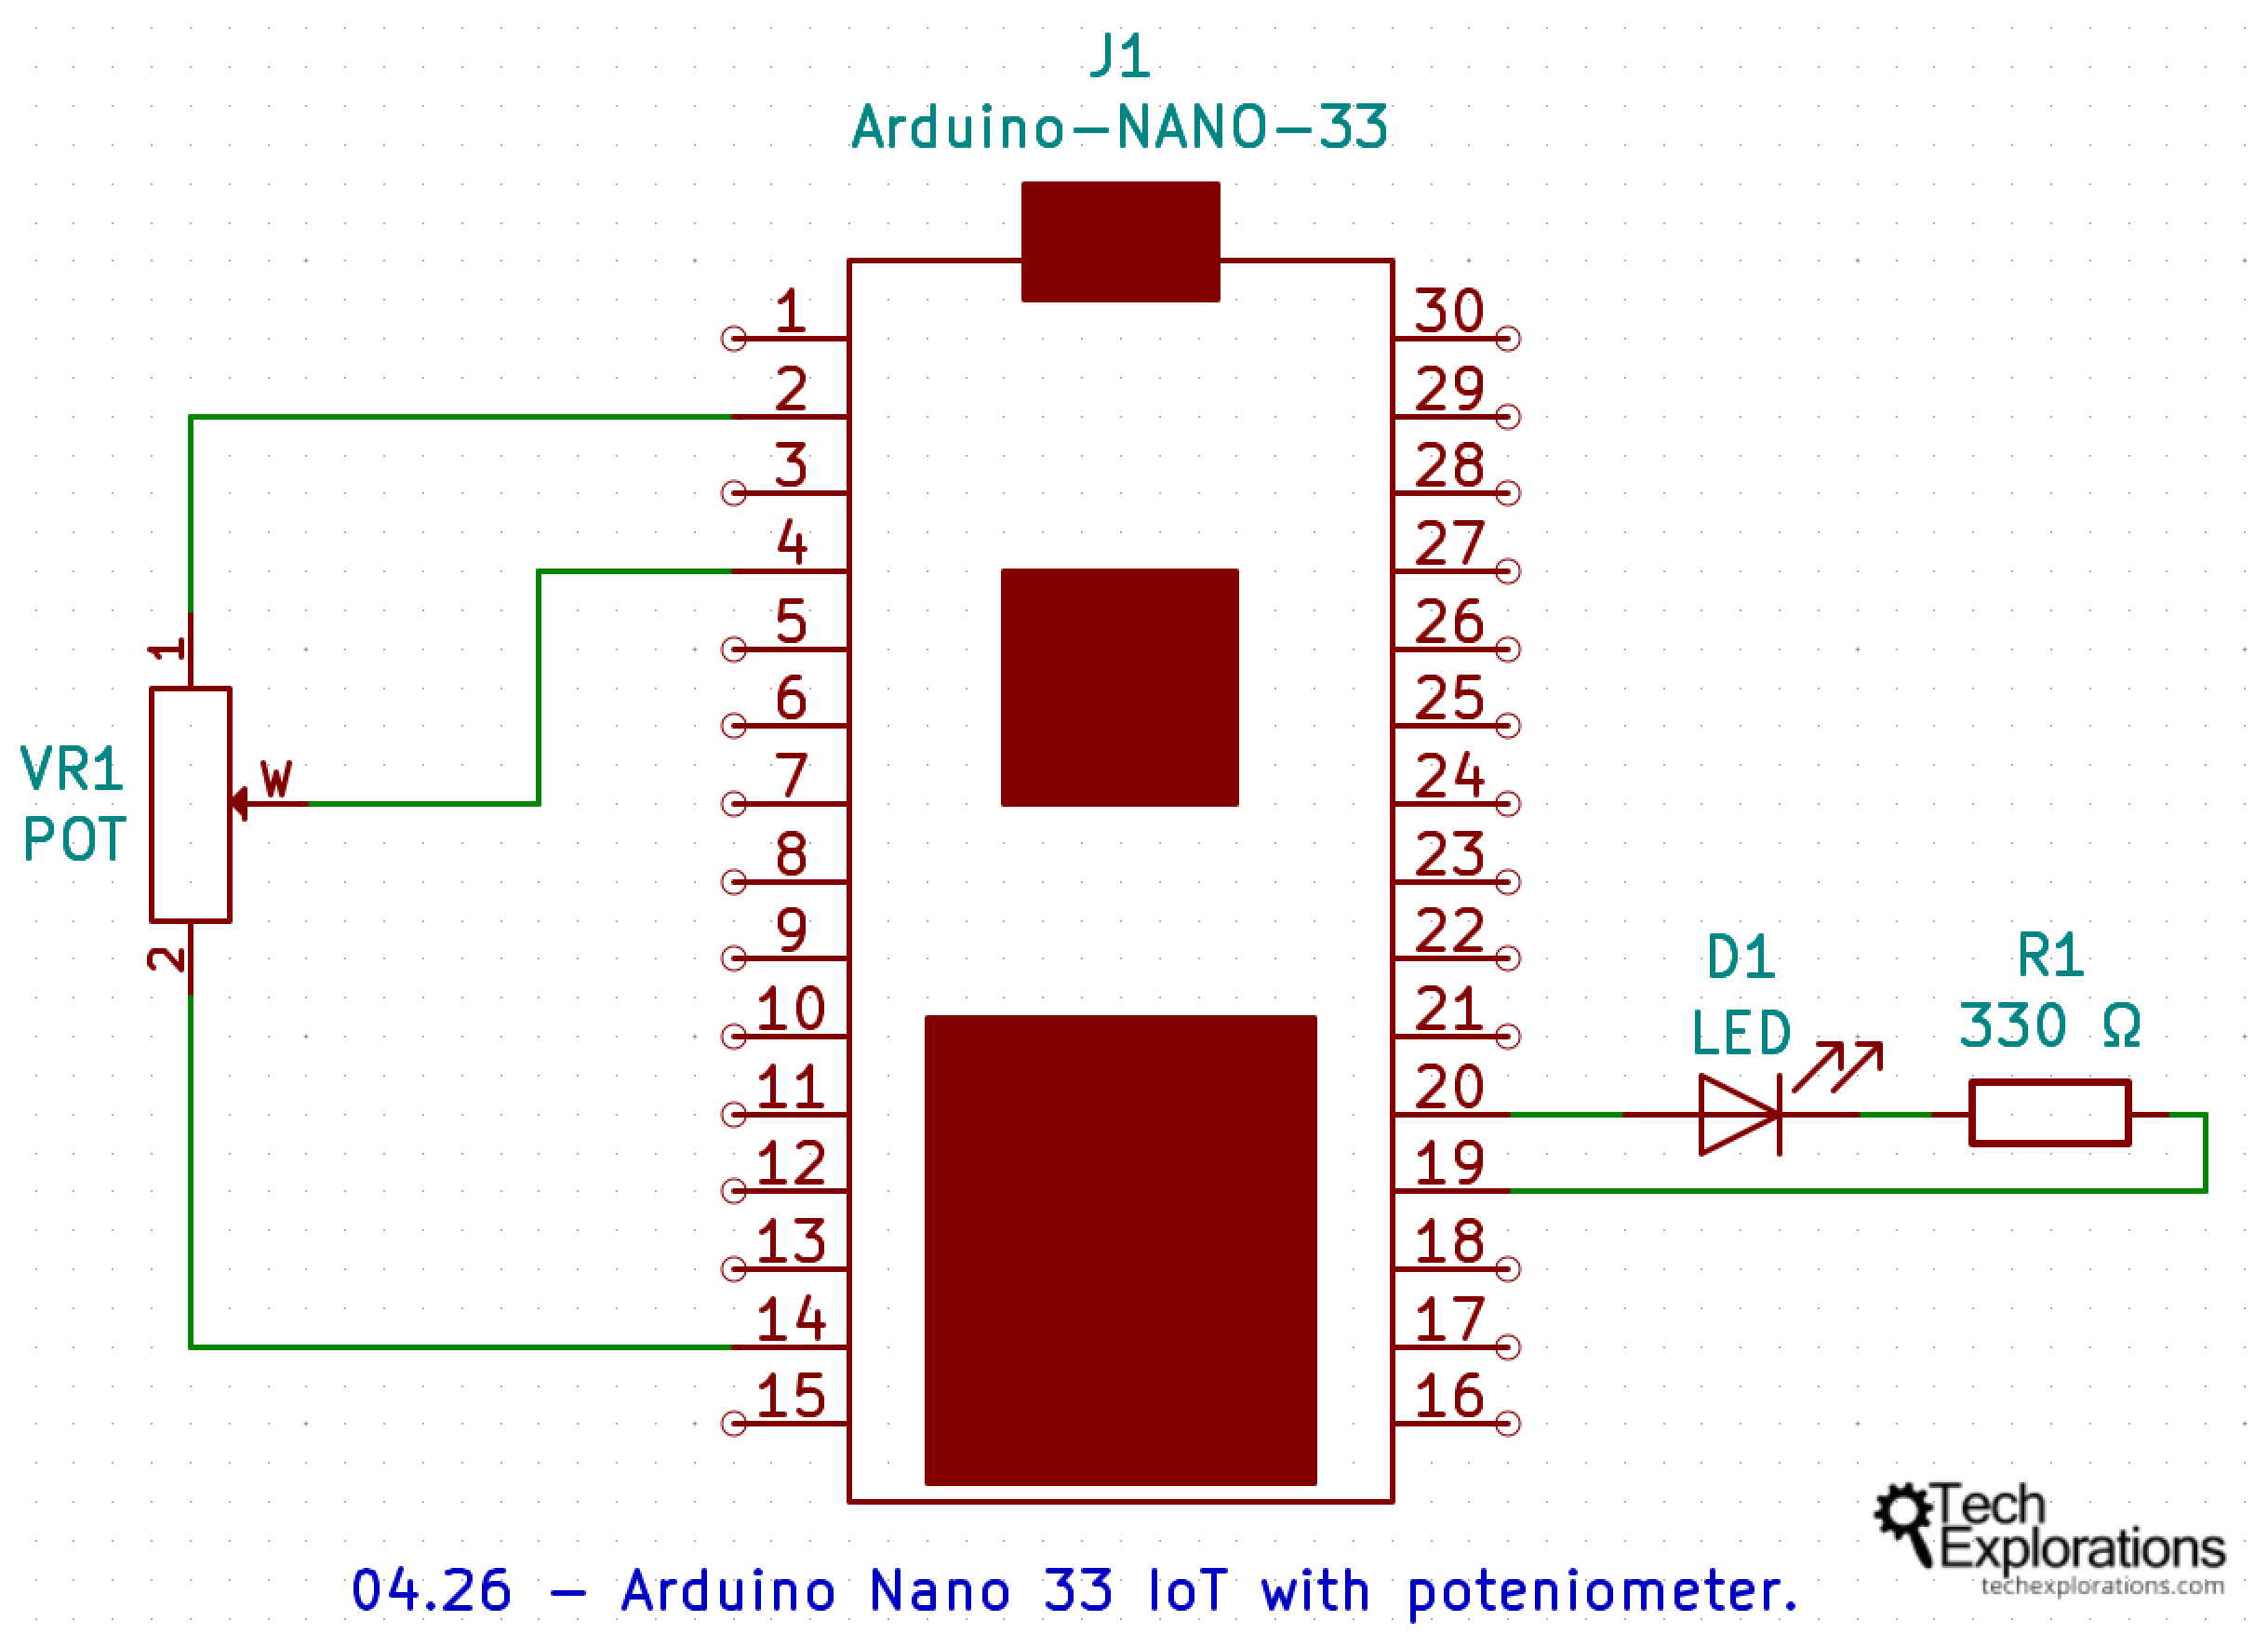 J1
Arduino-NANO-33
1
2
3
4
5
6
7
8
9
10
11
12
13
14
15
30
29
28
27
26
25
24
23
22
21
20
19
18
17
16
1
VR1
POT
W
2
D1
LED
R1
330 Ω
Tech
Explorations
techexplorations.com
04.26 – Arduino Nano 33 IoT with poteniometer.